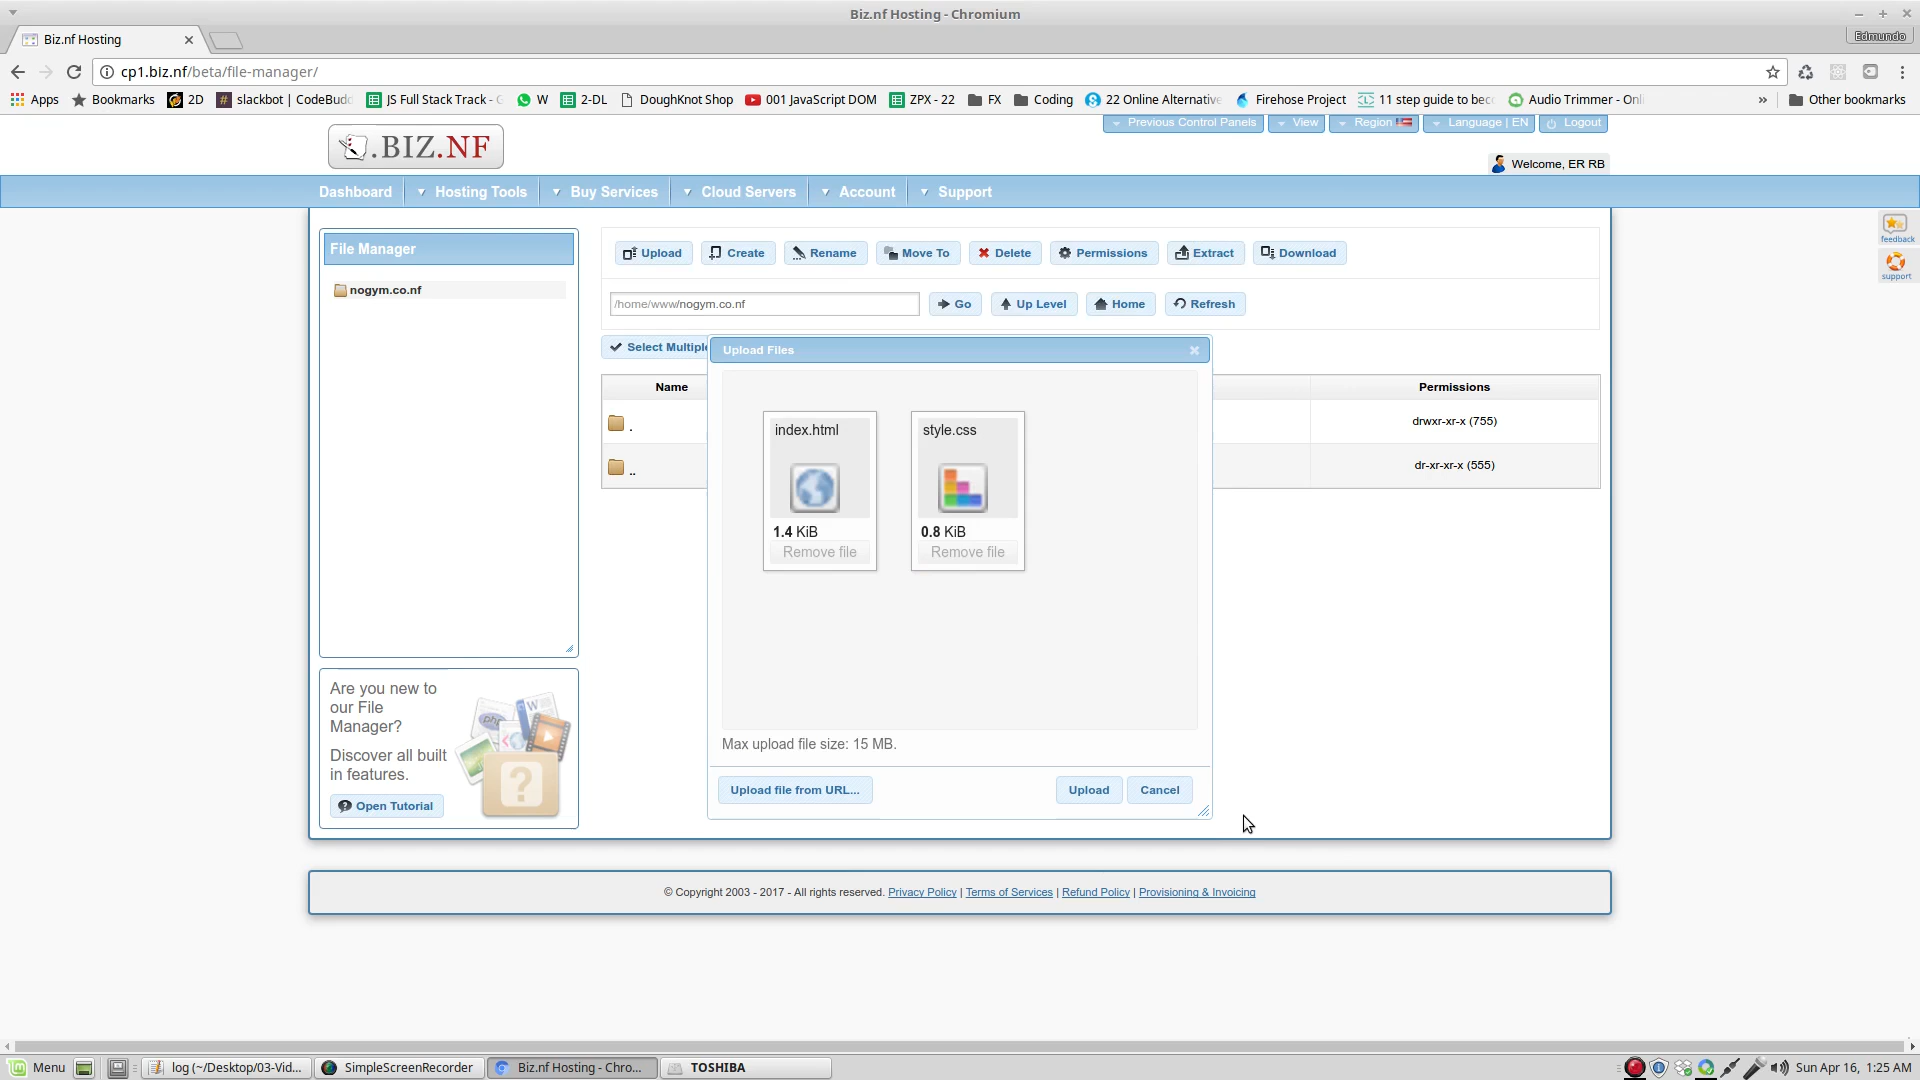 Biz.nf Hosting - Chromium
Biz.nf Hosting
Edmundo
cp1.biz.nf/beta/file-manager/
Apps Bookmarks 2D slackbot | CodeBudd JS Full Stack Track - W 2-DL DoughKnot Shop 001 JavaScript DOM ZPX - 22 FX Coding 22 Online Alternative Firehose Project 11 step guide to bec Audio Trimmer - Onl » Other bookmarks
Previous Control Panels View Region Language | EN Logout
.BIZ.NF
Welcome, ER RB
Dashboard Hosting Tools Buy Services Cloud Servers Account Support
feedback
support
File Manager
nogym.co.nf
Upload Create Rename Move To Delete Permissions Extract Download
/home/www/nogym.co.nf Go Up Level Home Refresh
Select Multiple
Upload Files
Name Permissions
. drwxr-xr-x (755)
.. dr-xr-xr-x (555)
index.html style.css
1.4 KiB 0.8 KiB
Remove file Remove file
Max upload file size: 15 MB.
Upload file from URL... Upload Cancel
Are you new to
our File
Manager?
Discover all built
in features.
Open Tutorial
php
W
?
© Copyright 2003 - 2017 - All rights reserved. Privacy Policy | Terms of Services | Refund Policy | Provisioning & Invoicing
Menu log (~/Desktop/03-Vid... SimpleScreenRecorder Biz.nf Hosting - Chro... TOSHIBA Sun Apr 16, 1:25 AM